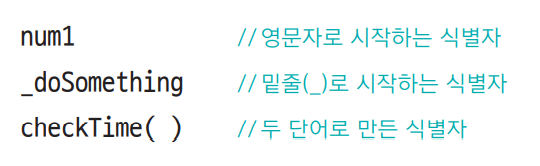 num1 // 영문자로 시작하는 식별자
_doSomething // 밑줄(_)로 시작하는 식별자
checkTime( ) // 두 단어로 만든 식별자